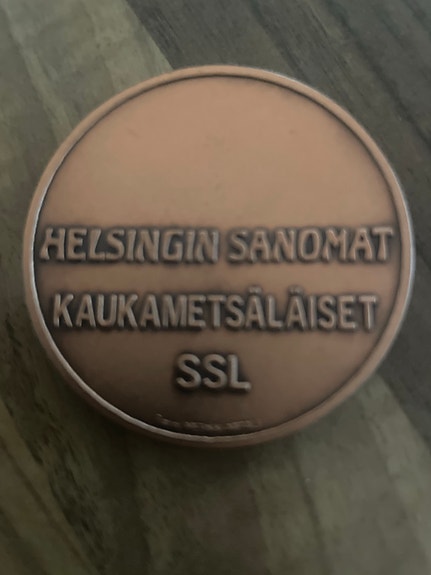 HELSINGIN SANOMAT
KAUKAMETSÄLÄISET
SSL